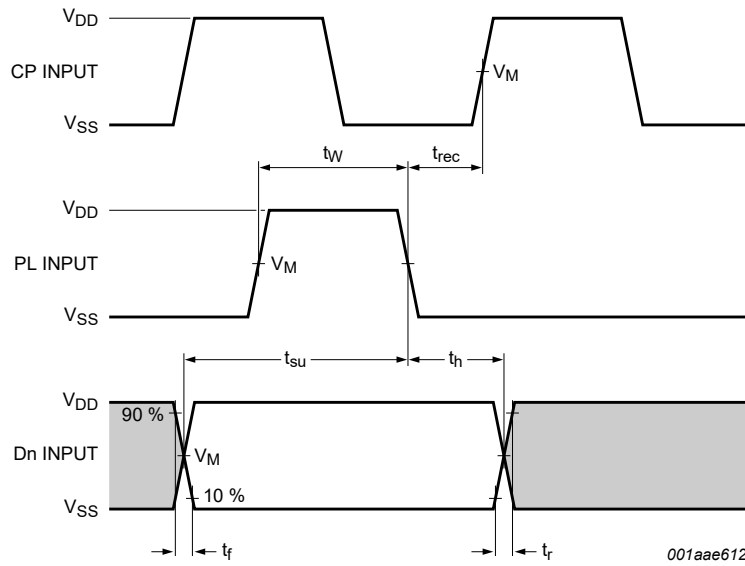 VDD
CP INPUT
VM
VSS
tW
trec
VDD
PL INPUT
VM
VSS
tsu
th
VDD
90 %
Dn INPUT
VM
10 %
VSS
tf
tr
001aae612